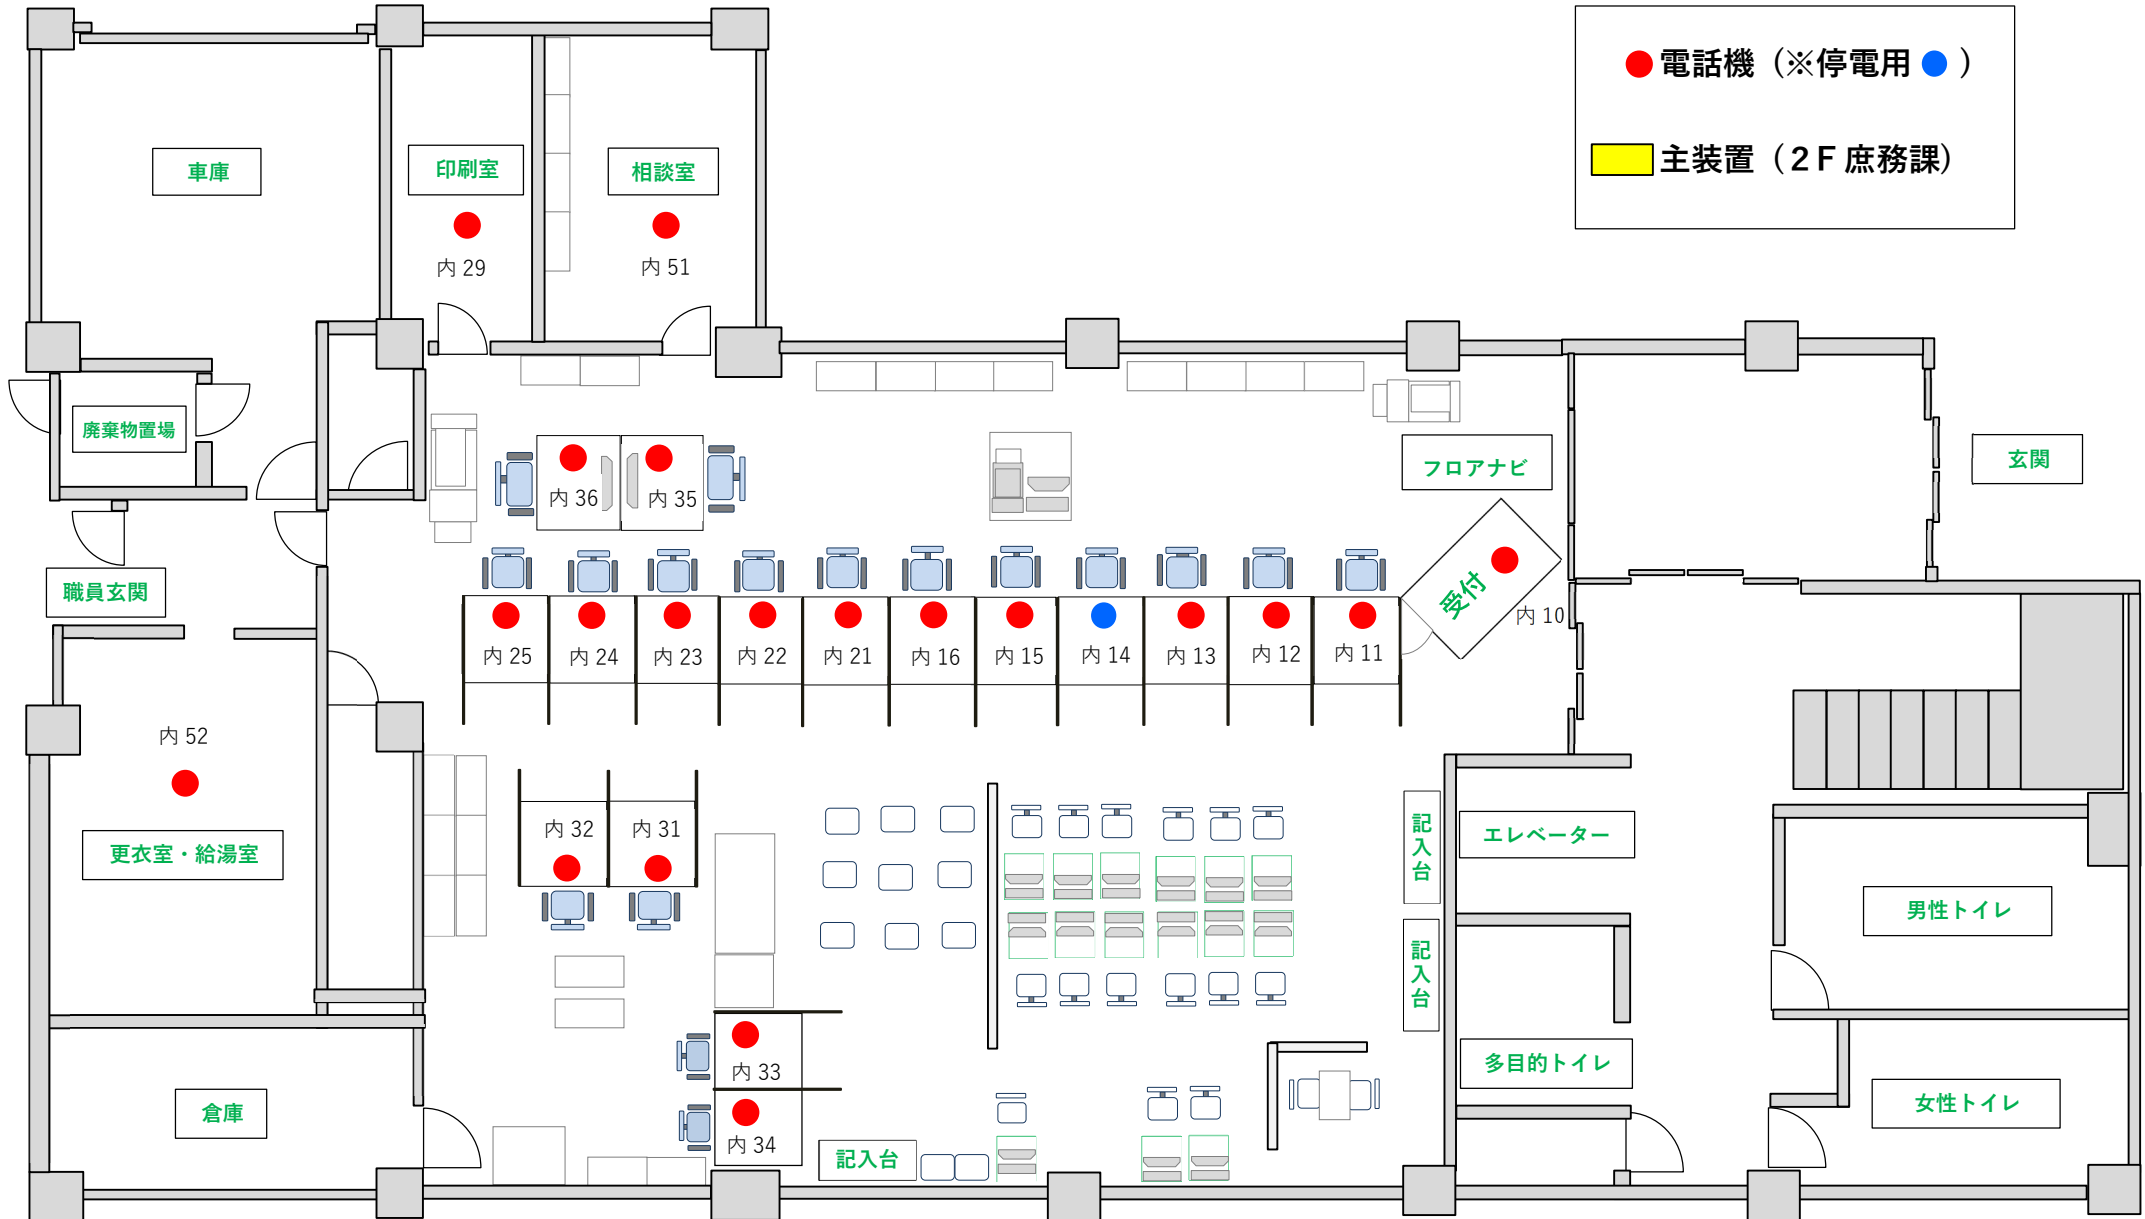 電話機（※停電用 ）
主装置（２Ｆ庶務課）
車庫
印刷室
相談室
内 29
内 51
廃棄物置場
フロアナビ
玄関
内 36
内 35
職員玄関
受付
内 10
内 25
内 24
内 23
内 22
内 21
内 16
内 15
内 14
内 13
内 12
内 11
内 52
更衣室・給湯室
内 32
内 31
記入台
エレベーター
男性トイレ
記入台
内 33
多目的トイレ
倉庫
内 34
記入台
女性トイレ